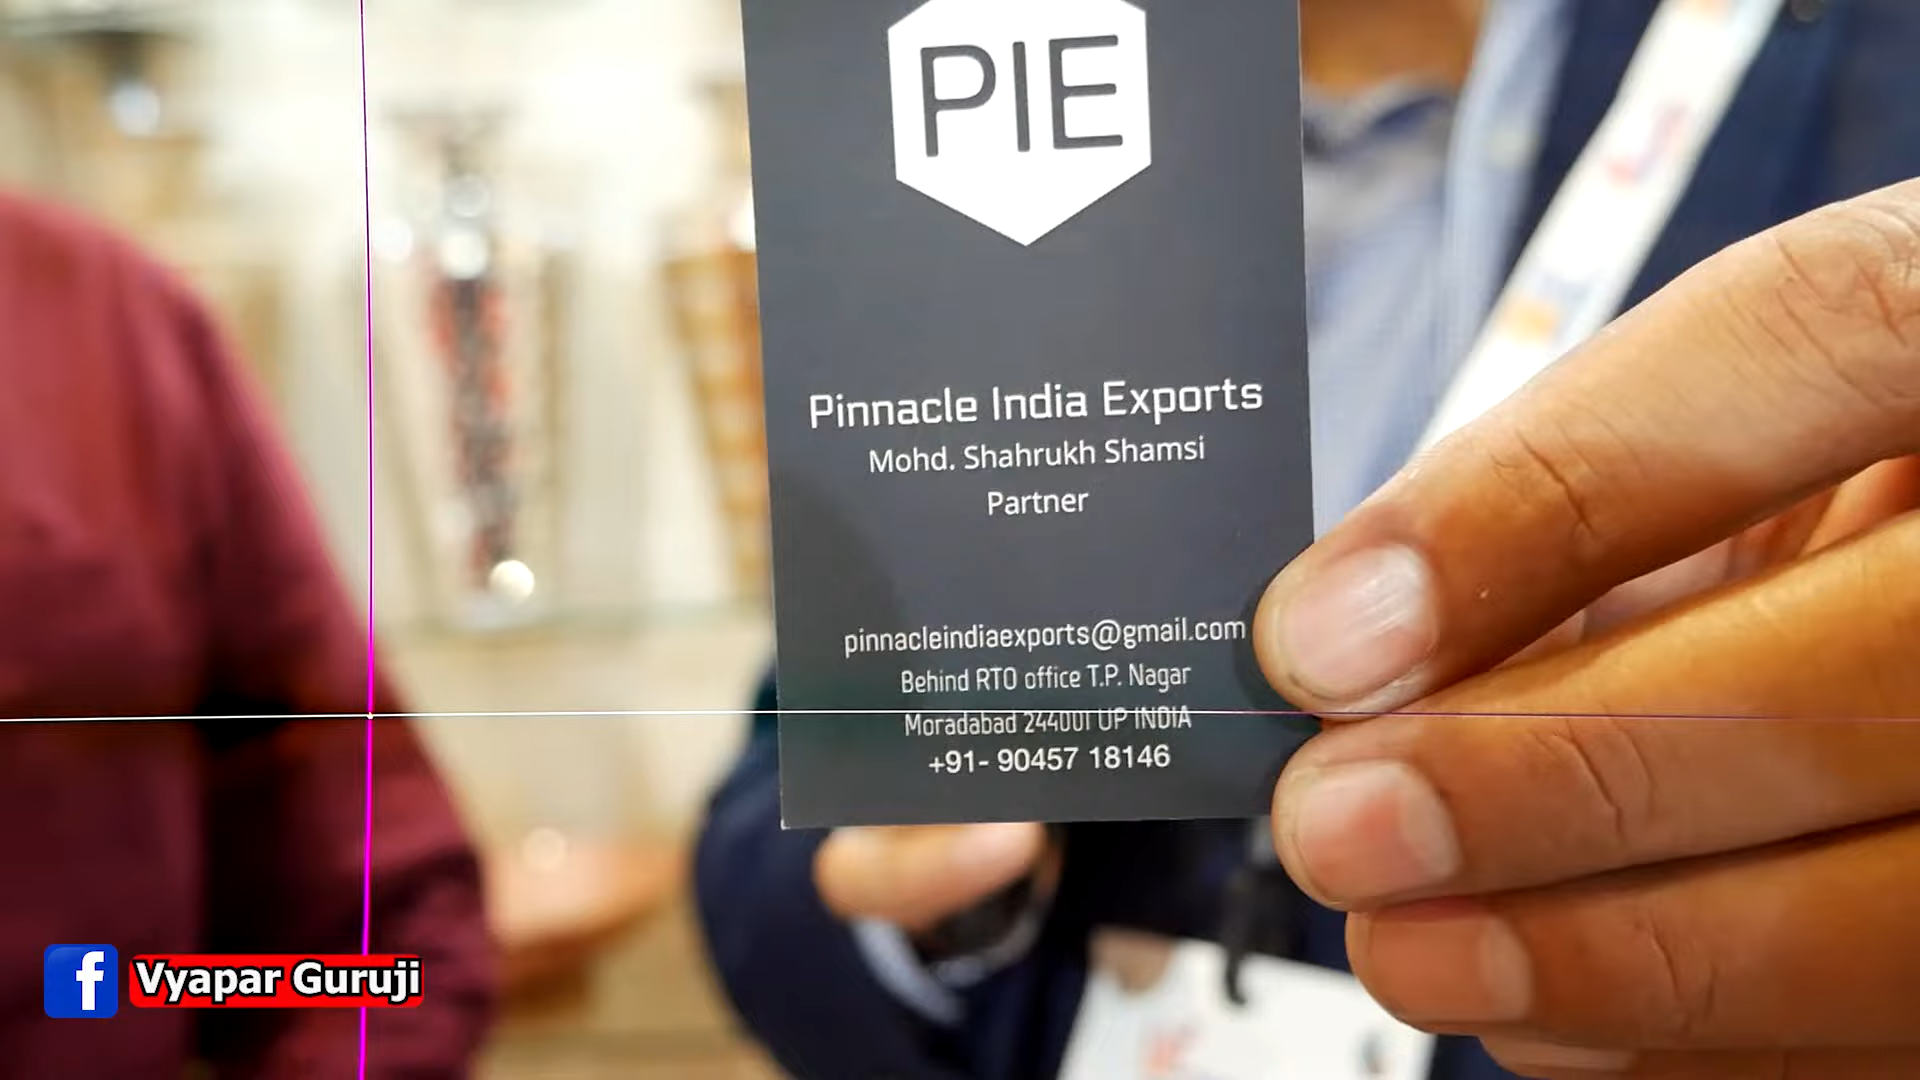 PIE
Pinnacle India Exports
Mohd. Shahrukh Shamsi
Partner
pinnacleindiaexports@gmail.com
Behind RTO office T.P. Nagar
Moradabad 244001 UP INDIA
+91- 90457 18146
f Vyapar Guruji